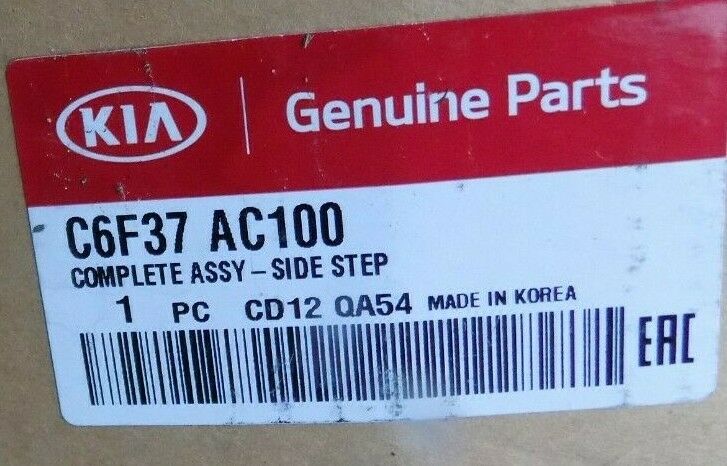 KIA Genuine Parts
C6F37 AC100
COMPLETE ASSY-SIDE STEP
1 PC CD12 QA54 MADE IN KOREA
EAC